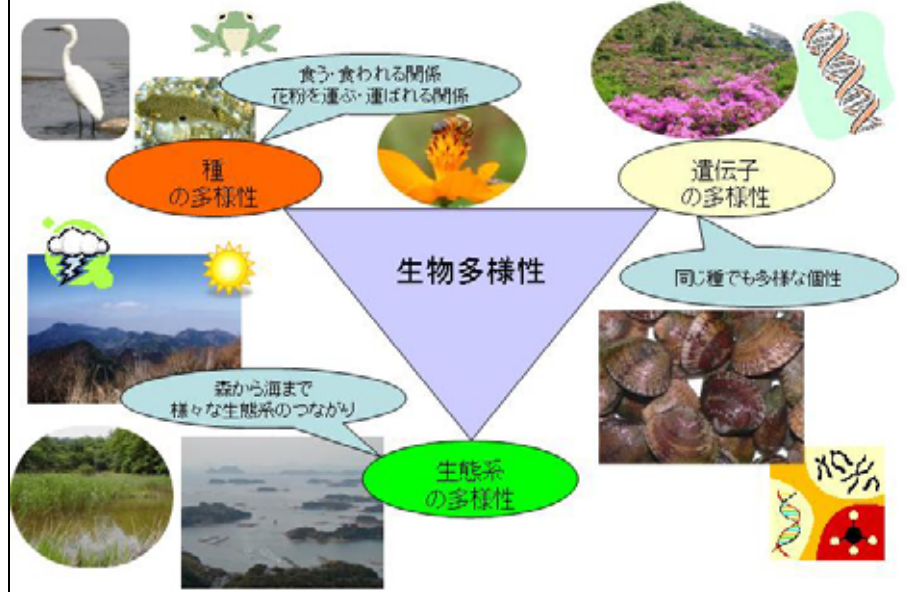 食う・食われる関係
花粉を運ぶ・運ばれる関係
種
の多様性
遺伝子
の多様性
生物多様性
同じ種でも多様な個性
森から海まで
様々な生態系のつながり
生態系
の多様性